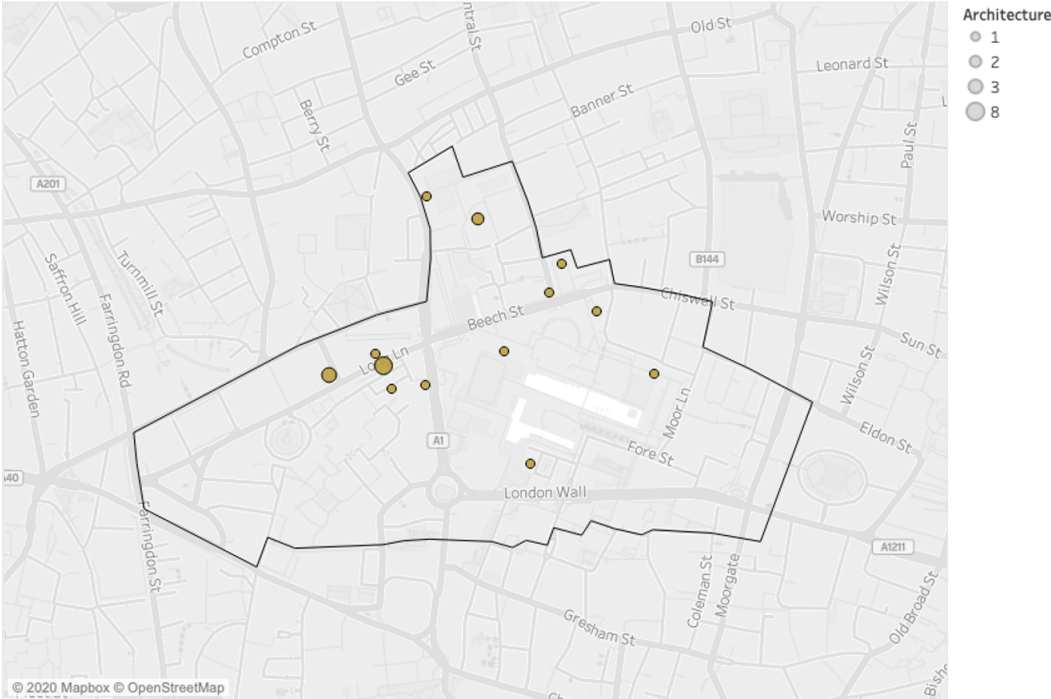 Architecture
1
2
3
8
Compton St
Old St
Gee St
Leonard St
Banner St
Berry St
Paul St
A201
Worship St
Saffron Hill
Turnmill St
B144
Wilson St
Farringdon Rd
Chiswell St
Beech St
Hatton Garden
Sun St
Wilson St
Moor Ln
Eldon St
A1
Fore St
London Wall
Farringdon St
A1211
Coleman St
Moorgate
Old Broad St
Gresham St
© 2020 Mapbox © OpenStreetMap